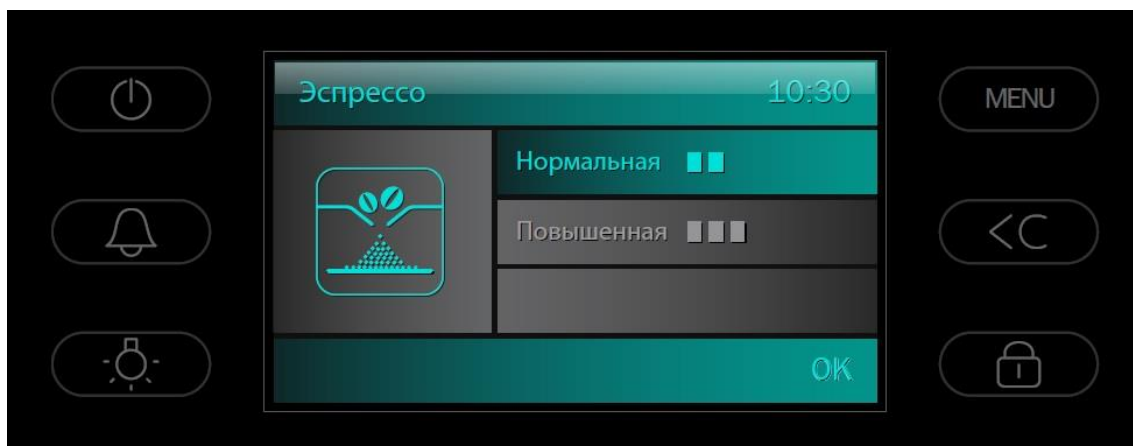 Эспрессо 10:30
MENU
Нормальная
Повышенная
<C
OK